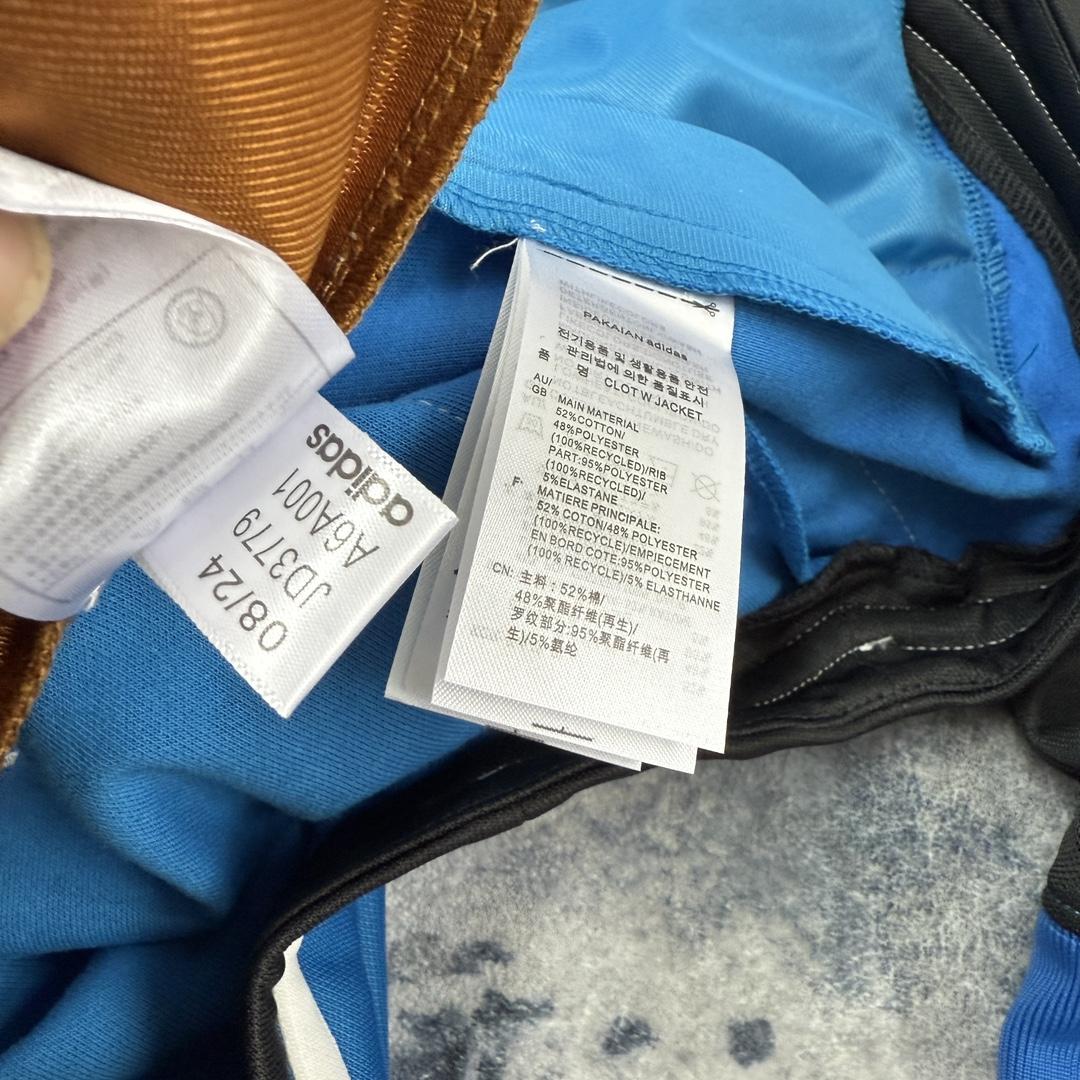 adidas
A6A001
JD3779
08/24
PAKAIAN adidas
전기용품 및 생활용품 안전
관리법에 의한 품질표시
품 명 CLOT W JACKET
AU/
GB
MAIN MATERIAL
52%COTTON/
48%POLYESTER
(100%RECYCLED)/RIB
PART:95%POLYESTER
(100%RECYCLED)/
5%ELASTANE
F: MATIERE PRINCIPALE:
52% COTON/48% POLYESTER
(100%RECYCLE)/EMPIECEMENT
EN BORD COTE:95%POLYESTER
(100% RECYCLE)/5% ELASTHANNE
CN: 主料：52%棉/
48%聚酯纤维(再生)/
罗纹部分:95%聚酯纤维(再
生)/5%氨纶